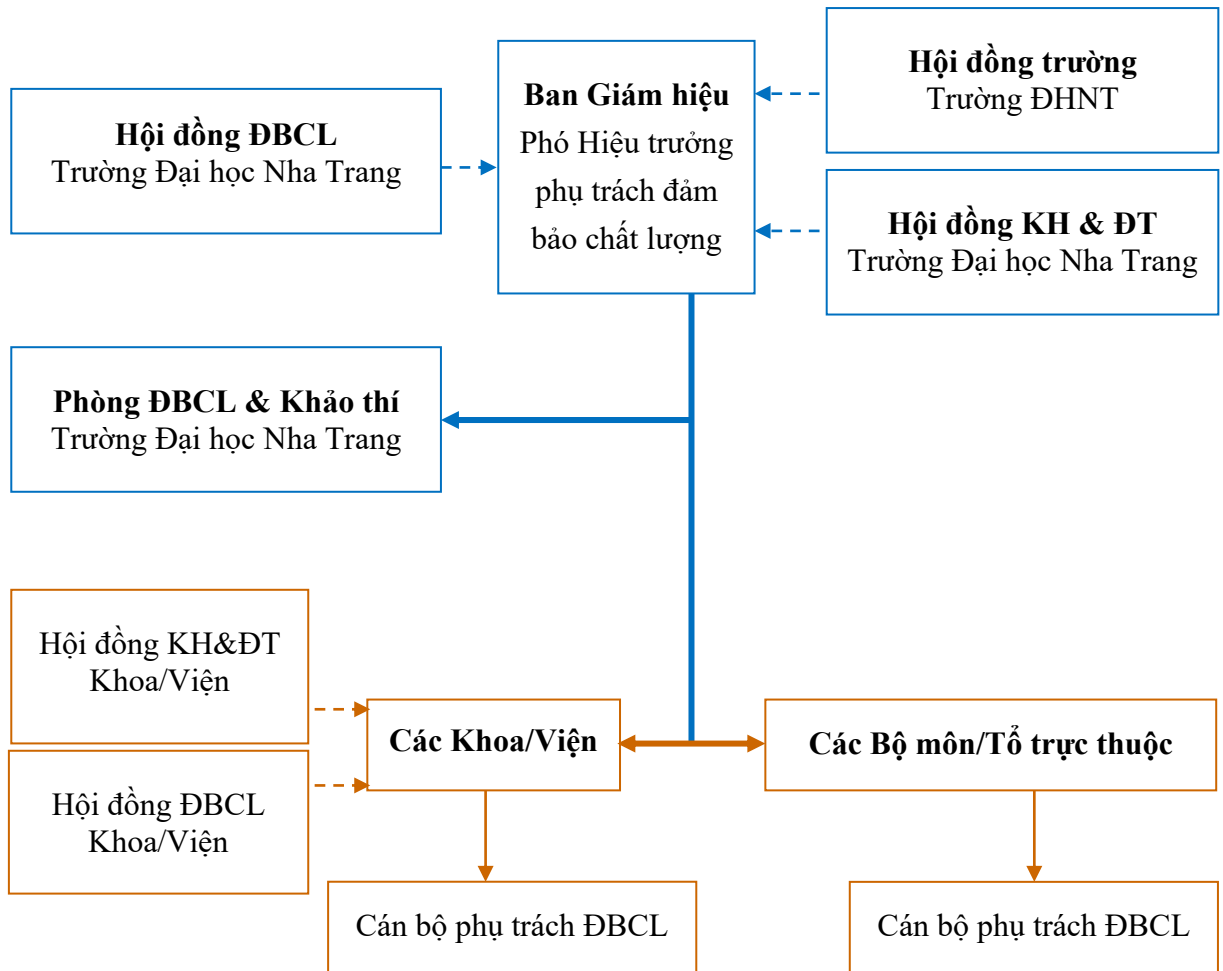 Hội đồng ĐBCL
Trường Đại học Nha Trang
Ban Giám hiệu
Phó Hiệu trưởng
phụ trách đảm
bảo chất lượng
Hội đồng trường
Trường ĐHNT
Hội đồng KH & ĐT
Trường Đại học Nha Trang
Phòng ĐBCL & Khảo thí
Trường Đại học Nha Trang
Hội đồng KH&ĐT
Khoa/Viện
Hội đồng ĐBCL
Khoa/Viện
Các Khoa/Viện
Các Bộ môn/Tổ trực thuộc
Cán bộ phụ trách ĐBCL
Cán bộ phụ trách ĐBCL